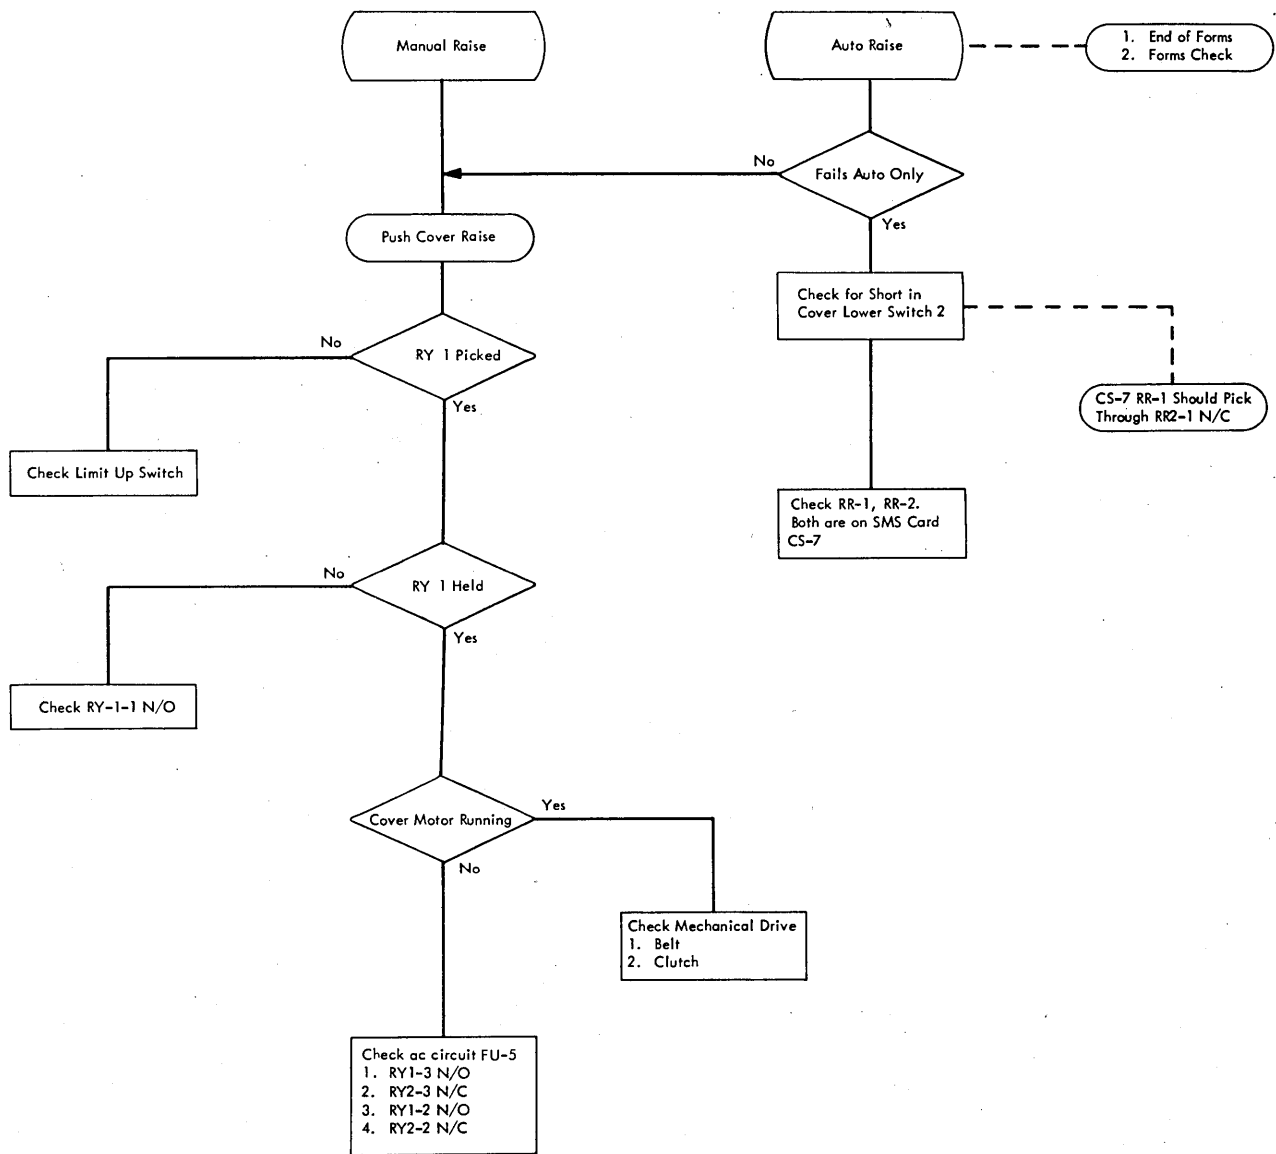 Manual Raise
Auto Raise
1. End of Forms
2. Forms Check
No
Fails Auto Only
Yes
Push Cover Raise
Check for Short in
Cover Lower Switch 2
No
RY 1 Picked
Yes
CS-7 RR-1 Should Pick
Through RR2-1 N/C
Check Limit Up Switch
Check RR-1, RR-2.
Both are on SMS Card
CS-7
No
RY 1 Held
Yes
Check RY-1-1 N/O
Cover Motor Running
Yes
No
Check Mechanical Drive
1. Belt
2. Clutch
Check ac circuit FU-5
1. RY1-3 N/O
2. RY2-3 N/C
3. RY1-2 N/O
4. RY2-2 N/C